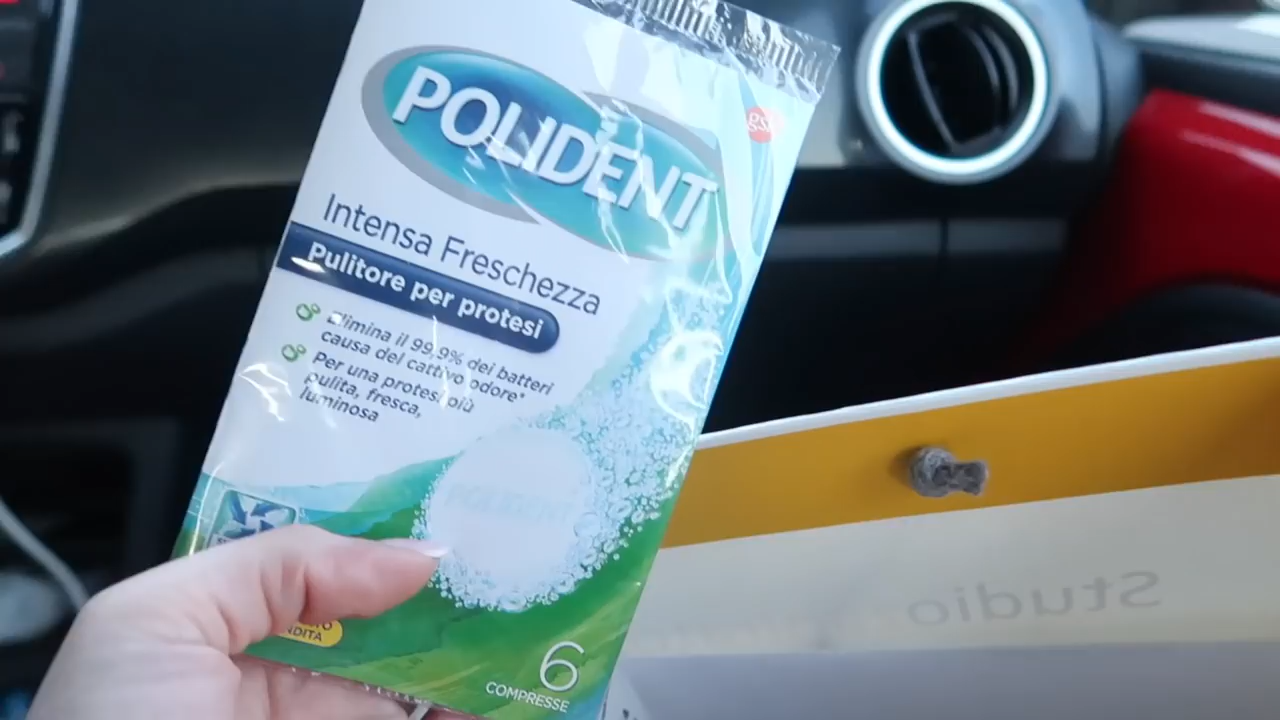 POLIDENT
gsk
Intensa Freschezza
Pulitore per protesi
Elimina il 99,9% dei batteri
causa del cattivo odore*
Per una protesi più
pulita, fresca,
luminosa
POLIDENT
6
COMPRESSE
Studio